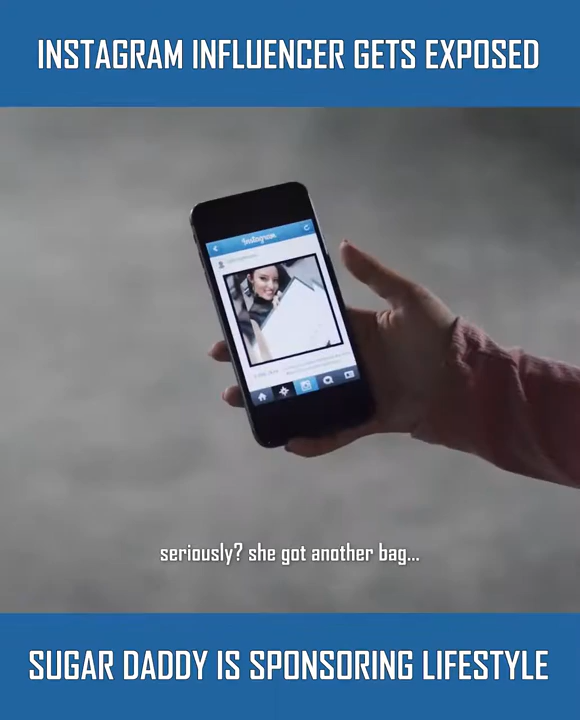 INSTAGRAM INFLUENCER GETS EXPOSED
Instagram
seriously? she got another bag...
SUGAR DADDY IS SPONSORING LIFESTYLE